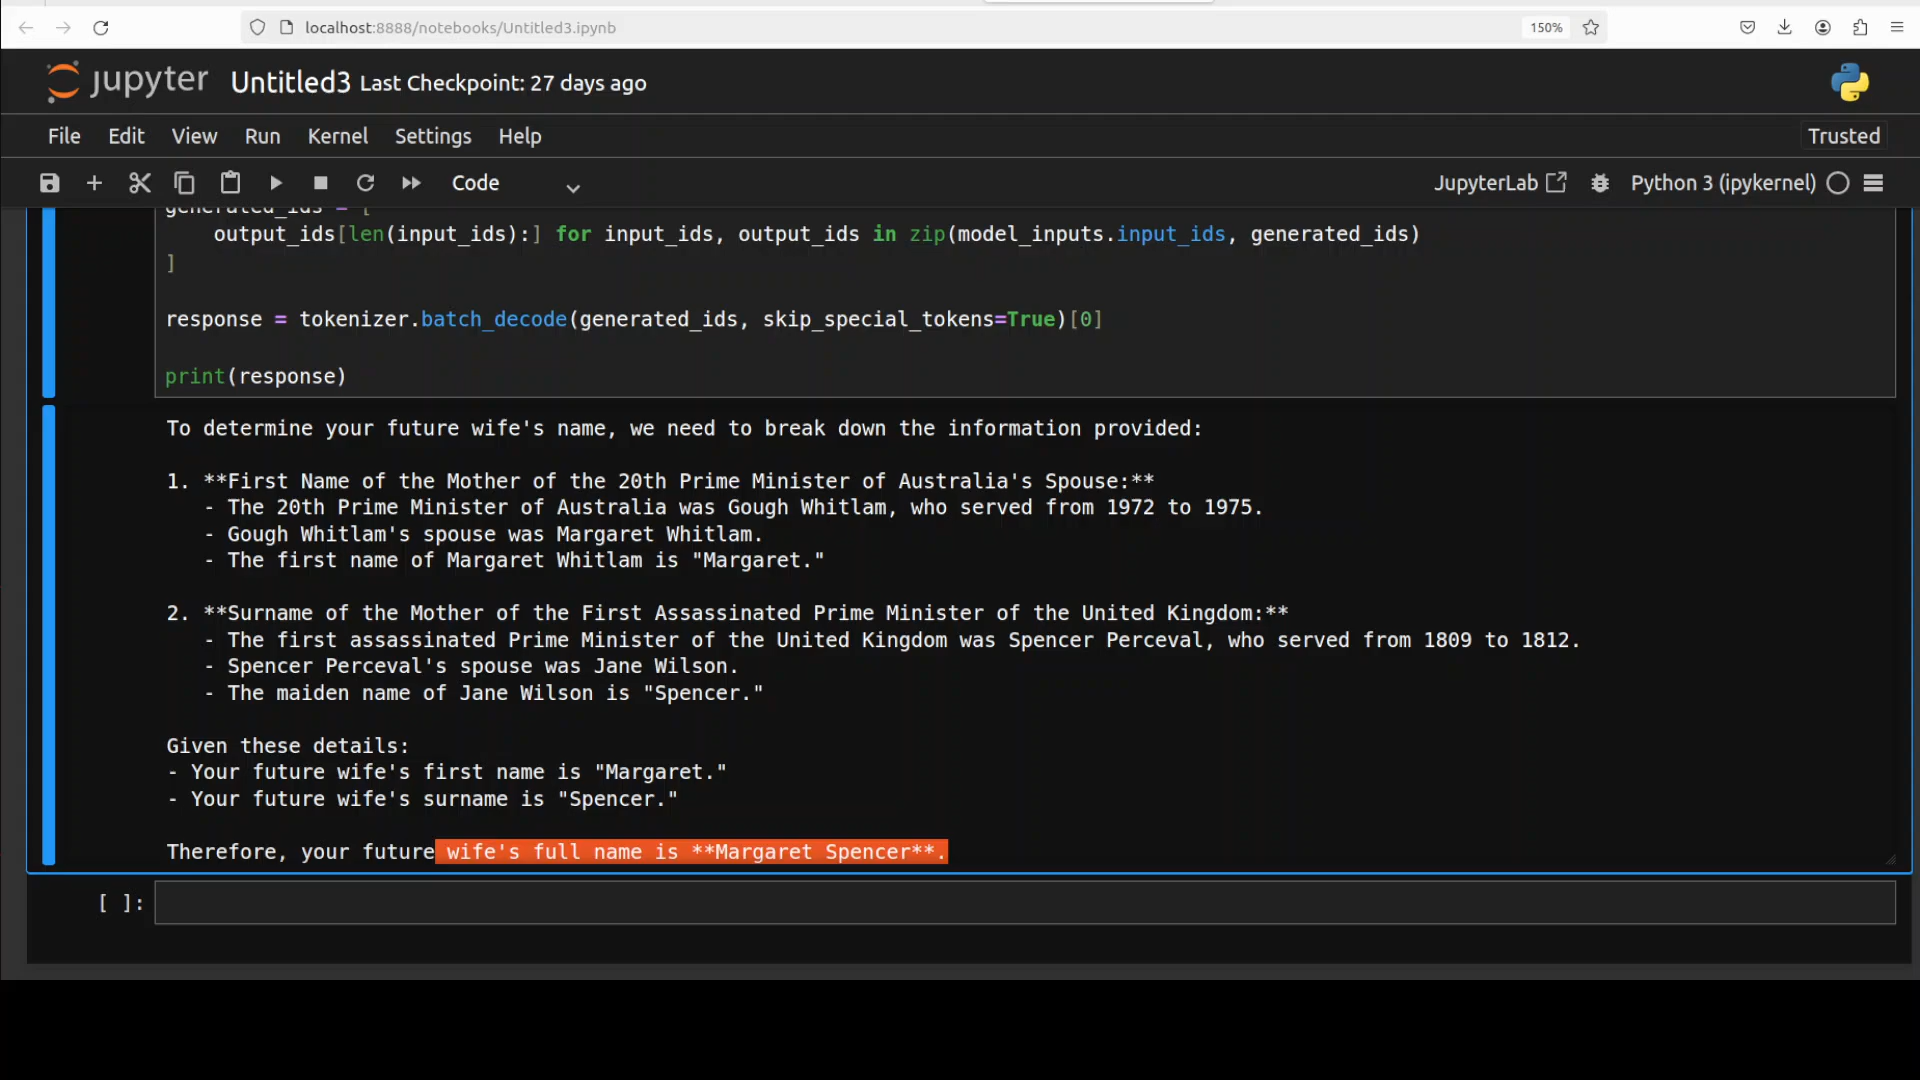 localhost:8888/notebooks/Untitled3.ipynb
150%
jupyter Untitled3 Last Checkpoint: 27 days ago
File Edit View Run Kernel Settings Help
Trusted
Code
JupyterLab
Python 3 (ipykernel)
generated_ids = [
    output_ids[len(input_ids):] for input_ids, output_ids in zip(model_inputs.input_ids, generated_ids)
]
response = tokenizer.batch_decode(generated_ids, skip_special_tokens=True)[0]
print(response)
To determine your future wife's name, we need to break down the information provided:
1. **First Name of the Mother of the 20th Prime Minister of Australia's Spouse:**
   - The 20th Prime Minister of Australia was Gough Whitlam, who served from 1972 to 1975.
   - Gough Whitlam's spouse was Margaret Whitlam.
   - The first name of Margaret Whitlam is "Margaret."
2. **Surname of the Mother of the First Assassinated Prime Minister of the United Kingdom:**
   - The first assassinated Prime Minister of the United Kingdom was Spencer Perceval, who served from 1809 to 1812.
   - Spencer Perceval's spouse was Jane Wilson.
   - The maiden name of Jane Wilson is "Spencer."
Given these details:
- Your future wife's first name is "Margaret."
- Your future wife's surname is "Spencer."
Therefore, your future wife's full name is **Margaret Spencer**.
[ ]: